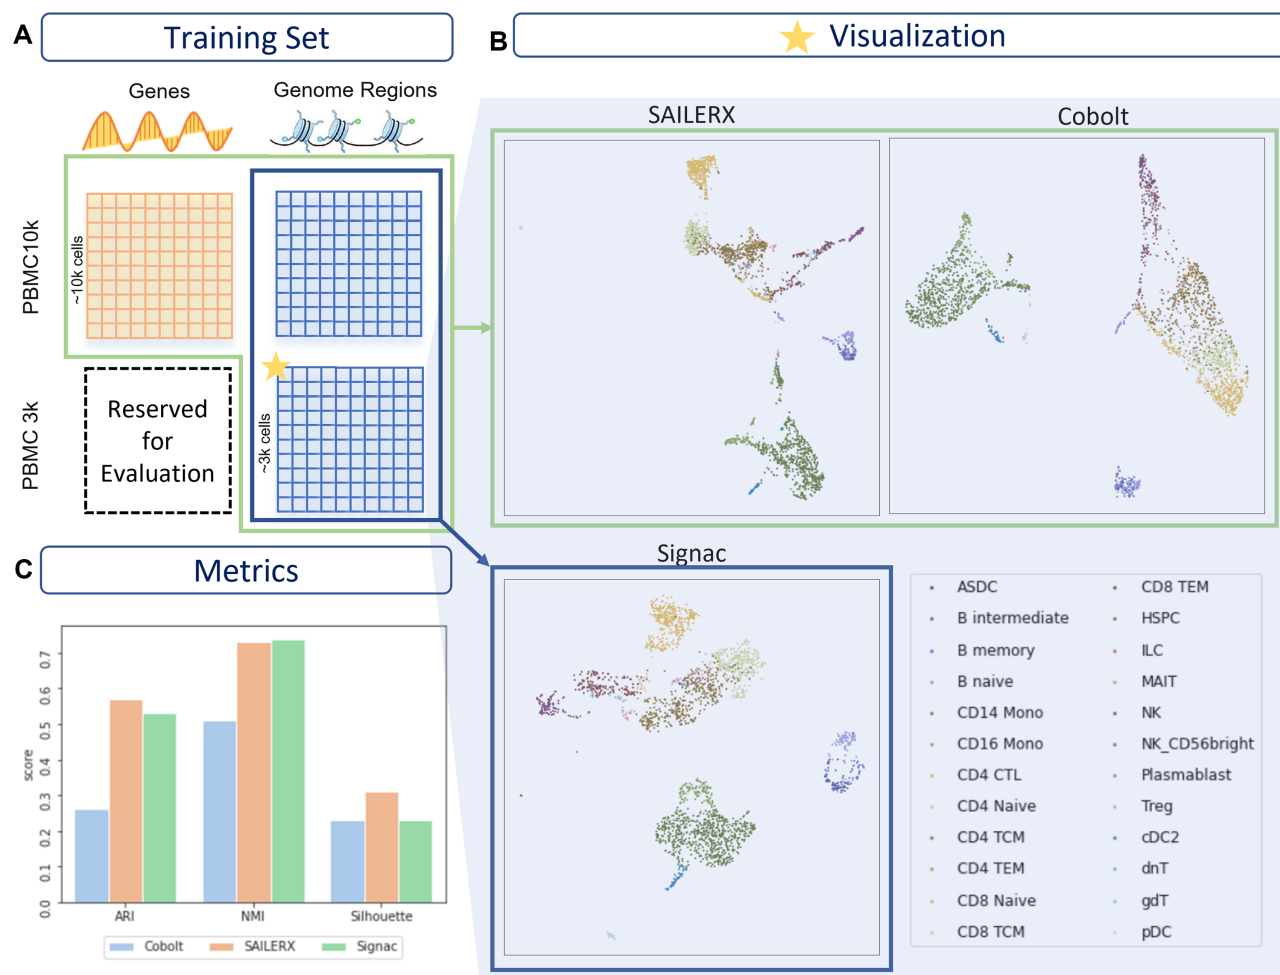 A
Training Set
Genes
Genome Regions
PBMC10k
~10k cells
PBMC 3k
Reserved
for
Evaluation
~3k cells
B
Visualization
SAILERX
Cobolt
Signac
ASDC
B intermediate
B memory
B naive
CD14 Mono
CD16 Mono
CD4 CTL
CD4 Naive
CD4 TCM
CD4 TEM
CD8 Naive
CD8 TCM
CD8 TEM
HSPC
ILC
MAIT
NK
NK_CD56bright
Plasmablast
Treg
cDC2
dnT
gdT
pDC
C
Metrics
score
0.7
0.6
0.5
0.4
0.3
0.2
0.1
0.0
ARI NMI Silhouette
Cobolt SAILERX Signac